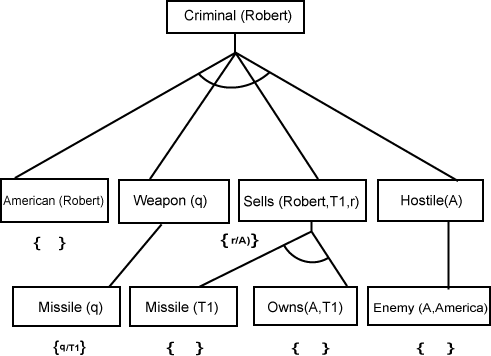 Criminal (Robert)
American (Robert)
Weapon (q)
Sells (Robert,T1,r)
Hostile(A)
{ }
{ r/A)}
Missile (q)
Missile (T1)
Owns(A,T1)
Enemy (A,America)
{q/T1}
{ }
{ }
{ }